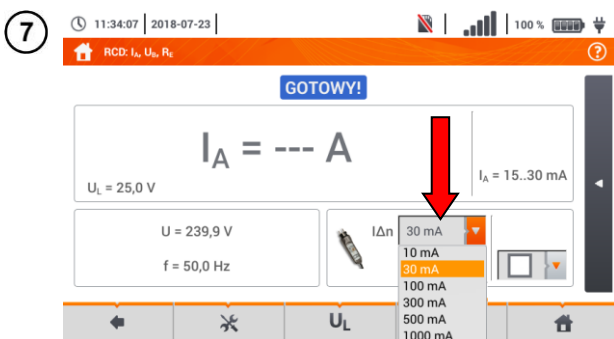 7
11:34:07 2018-07-23 100 %
RCD: IA, UB, RE
?
GOTOWY!
IA = --- A
UL = 25,0 V
IA = 15..30 mA
U = 239,9 V
f = 50,0 Hz
IΔn 30 mA
10 mA
30 mA
100 mA
300 mA
500 mA
1000 mA
UL